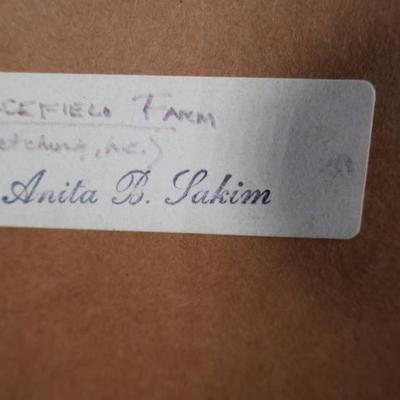 CEFIELD FARM
Anita B. Sakim